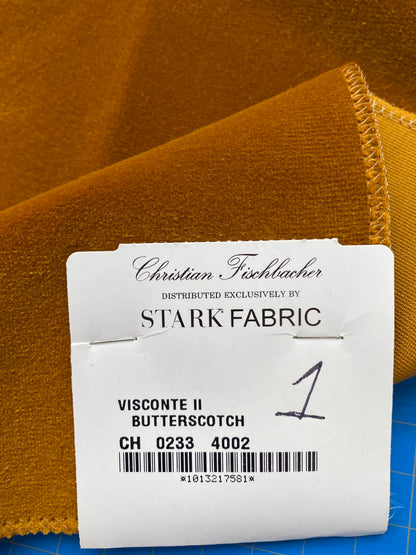 Christian Fischbacher
DISTRIBUTED EXCLUSIVELY BY
STARK® FABRIC
1
VISCONTE II
BUTTERSCOTCH
CH 0233 4002
*1013217581*